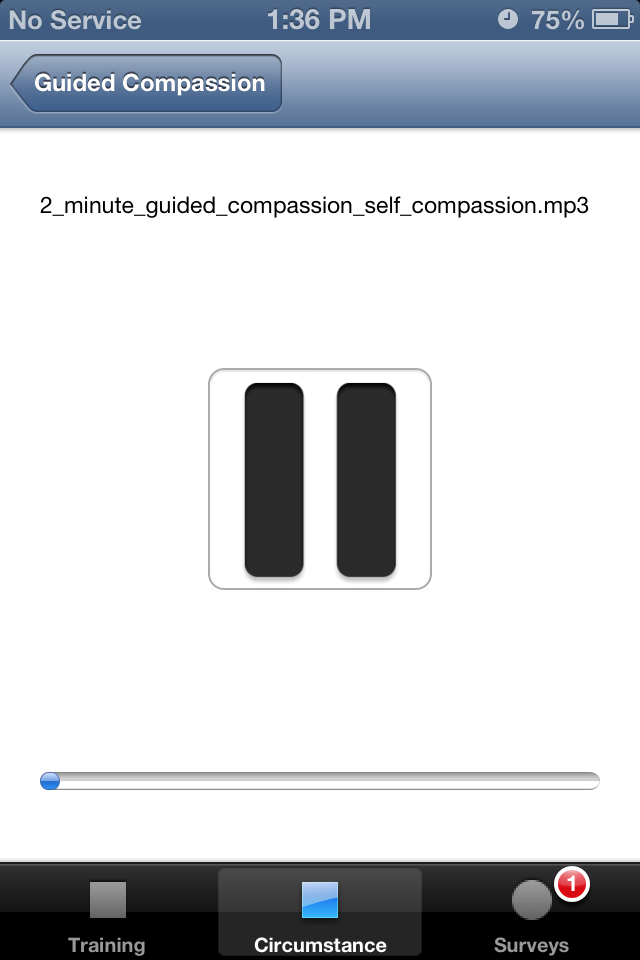 No Service 1:36 PM 75%
Guided Compassion
2_minute_guided_compassion_self_compassion.mp3
1
Training Circumstance Surveys